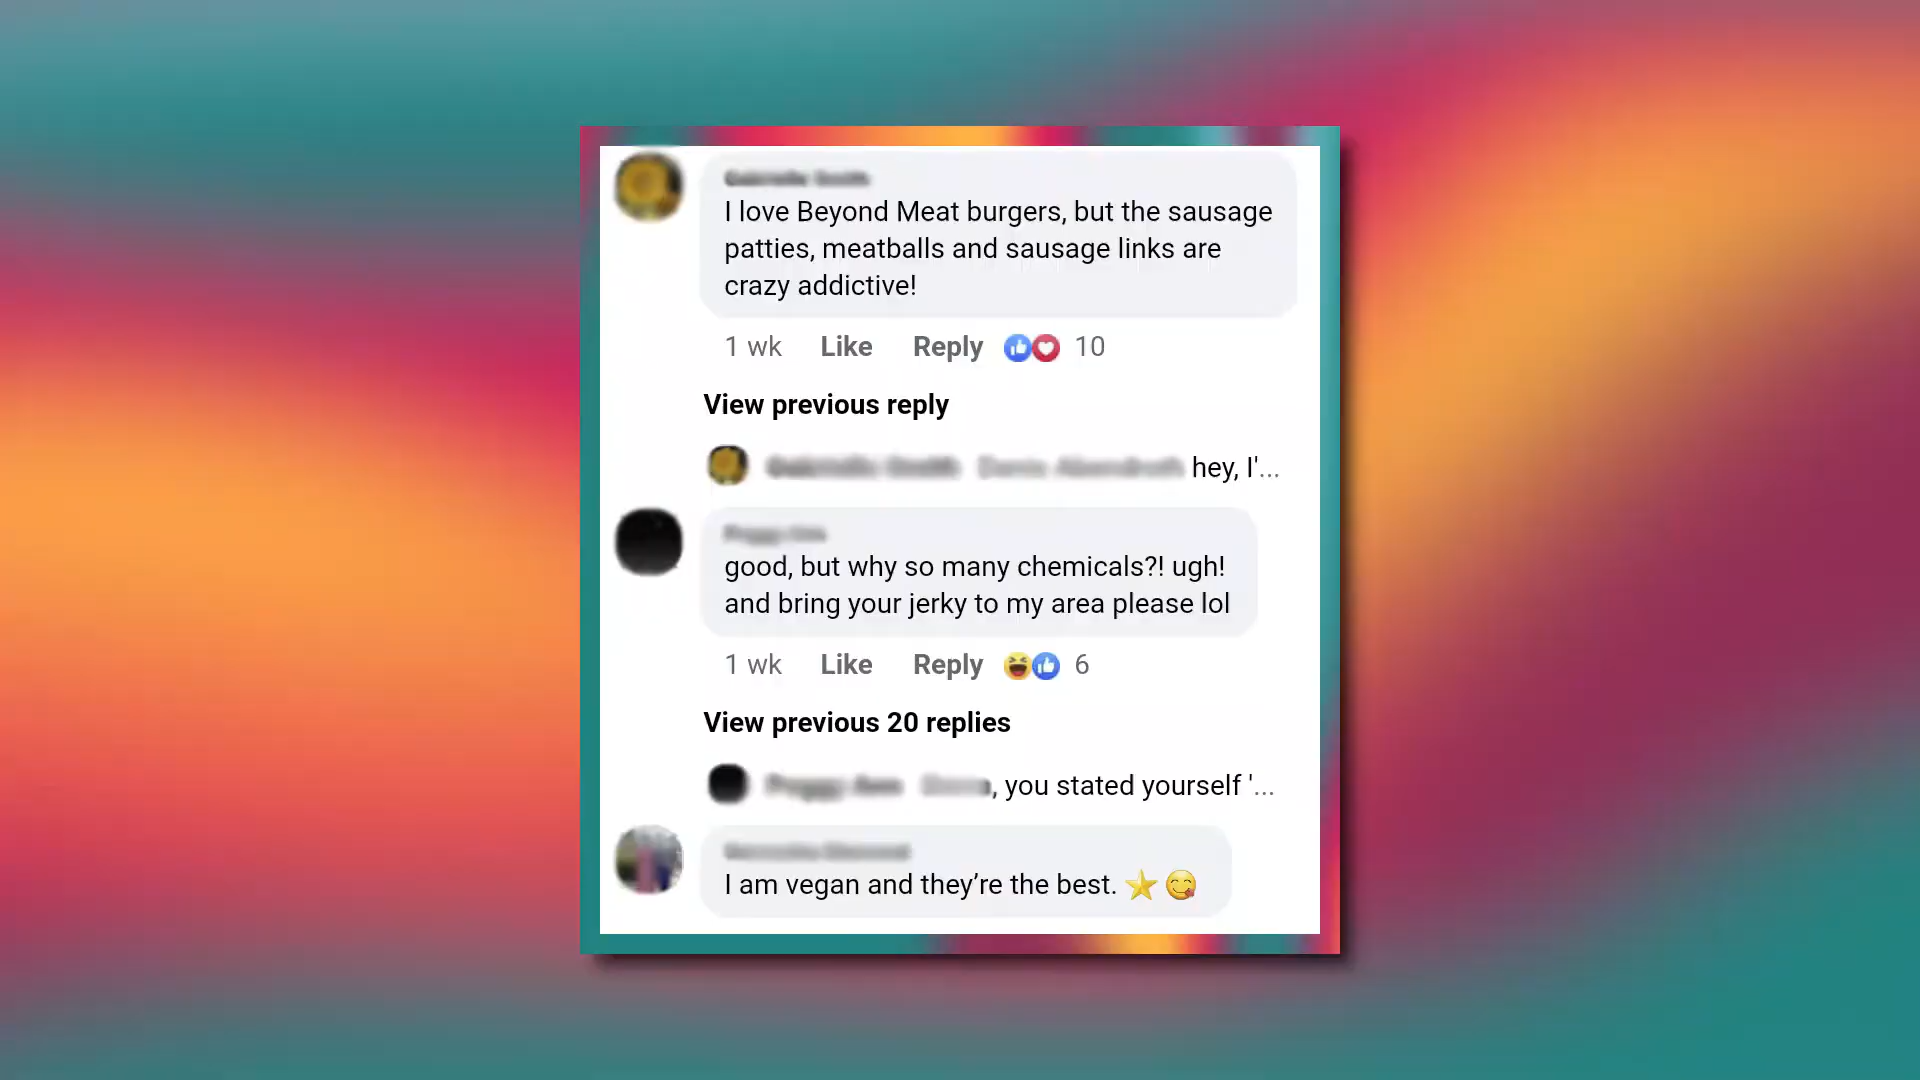 I love Beyond Meat burgers, but the sausage
patties, meatballs and sausage links are
crazy addictive!
1 wk Like Reply 10
View previous reply
hey, I'...
good, but why so many chemicals?! ugh!
and bring your jerky to my area please lol
1 wk Like Reply 6
View previous 20 replies
, you stated yourself '...
I am vegan and they’re the best. ⭐ 😋